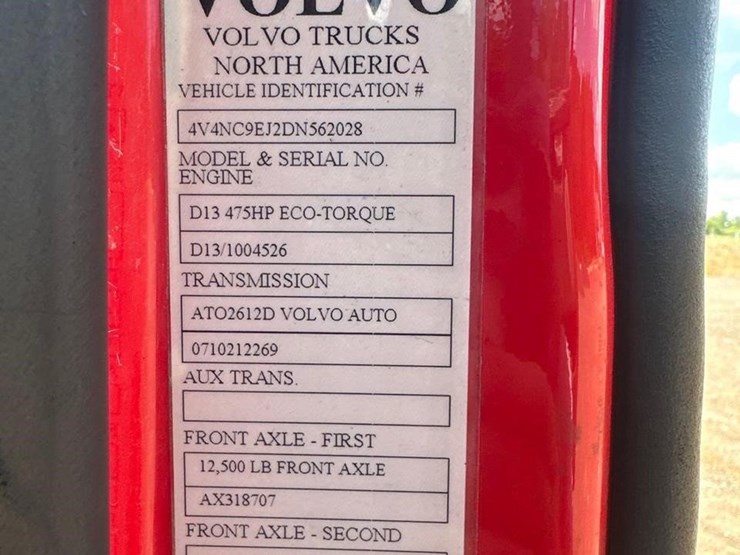 VOLVO
VOLVO TRUCKS
NORTH AMERICA
VEHICLE IDENTIFICATION #
4V4NC9EJ2DN562028
MODEL & SERIAL NO.
ENGINE
D13 475HP ECO-TORQUE
D13/1004526
TRANSMISSION
ATO2612D VOLVO AUTO
0710212269
AUX TRANS.
FRONT AXLE - FIRST
12,500 LB FRONT AXLE
AX318707
FRONT AXLE - SECOND